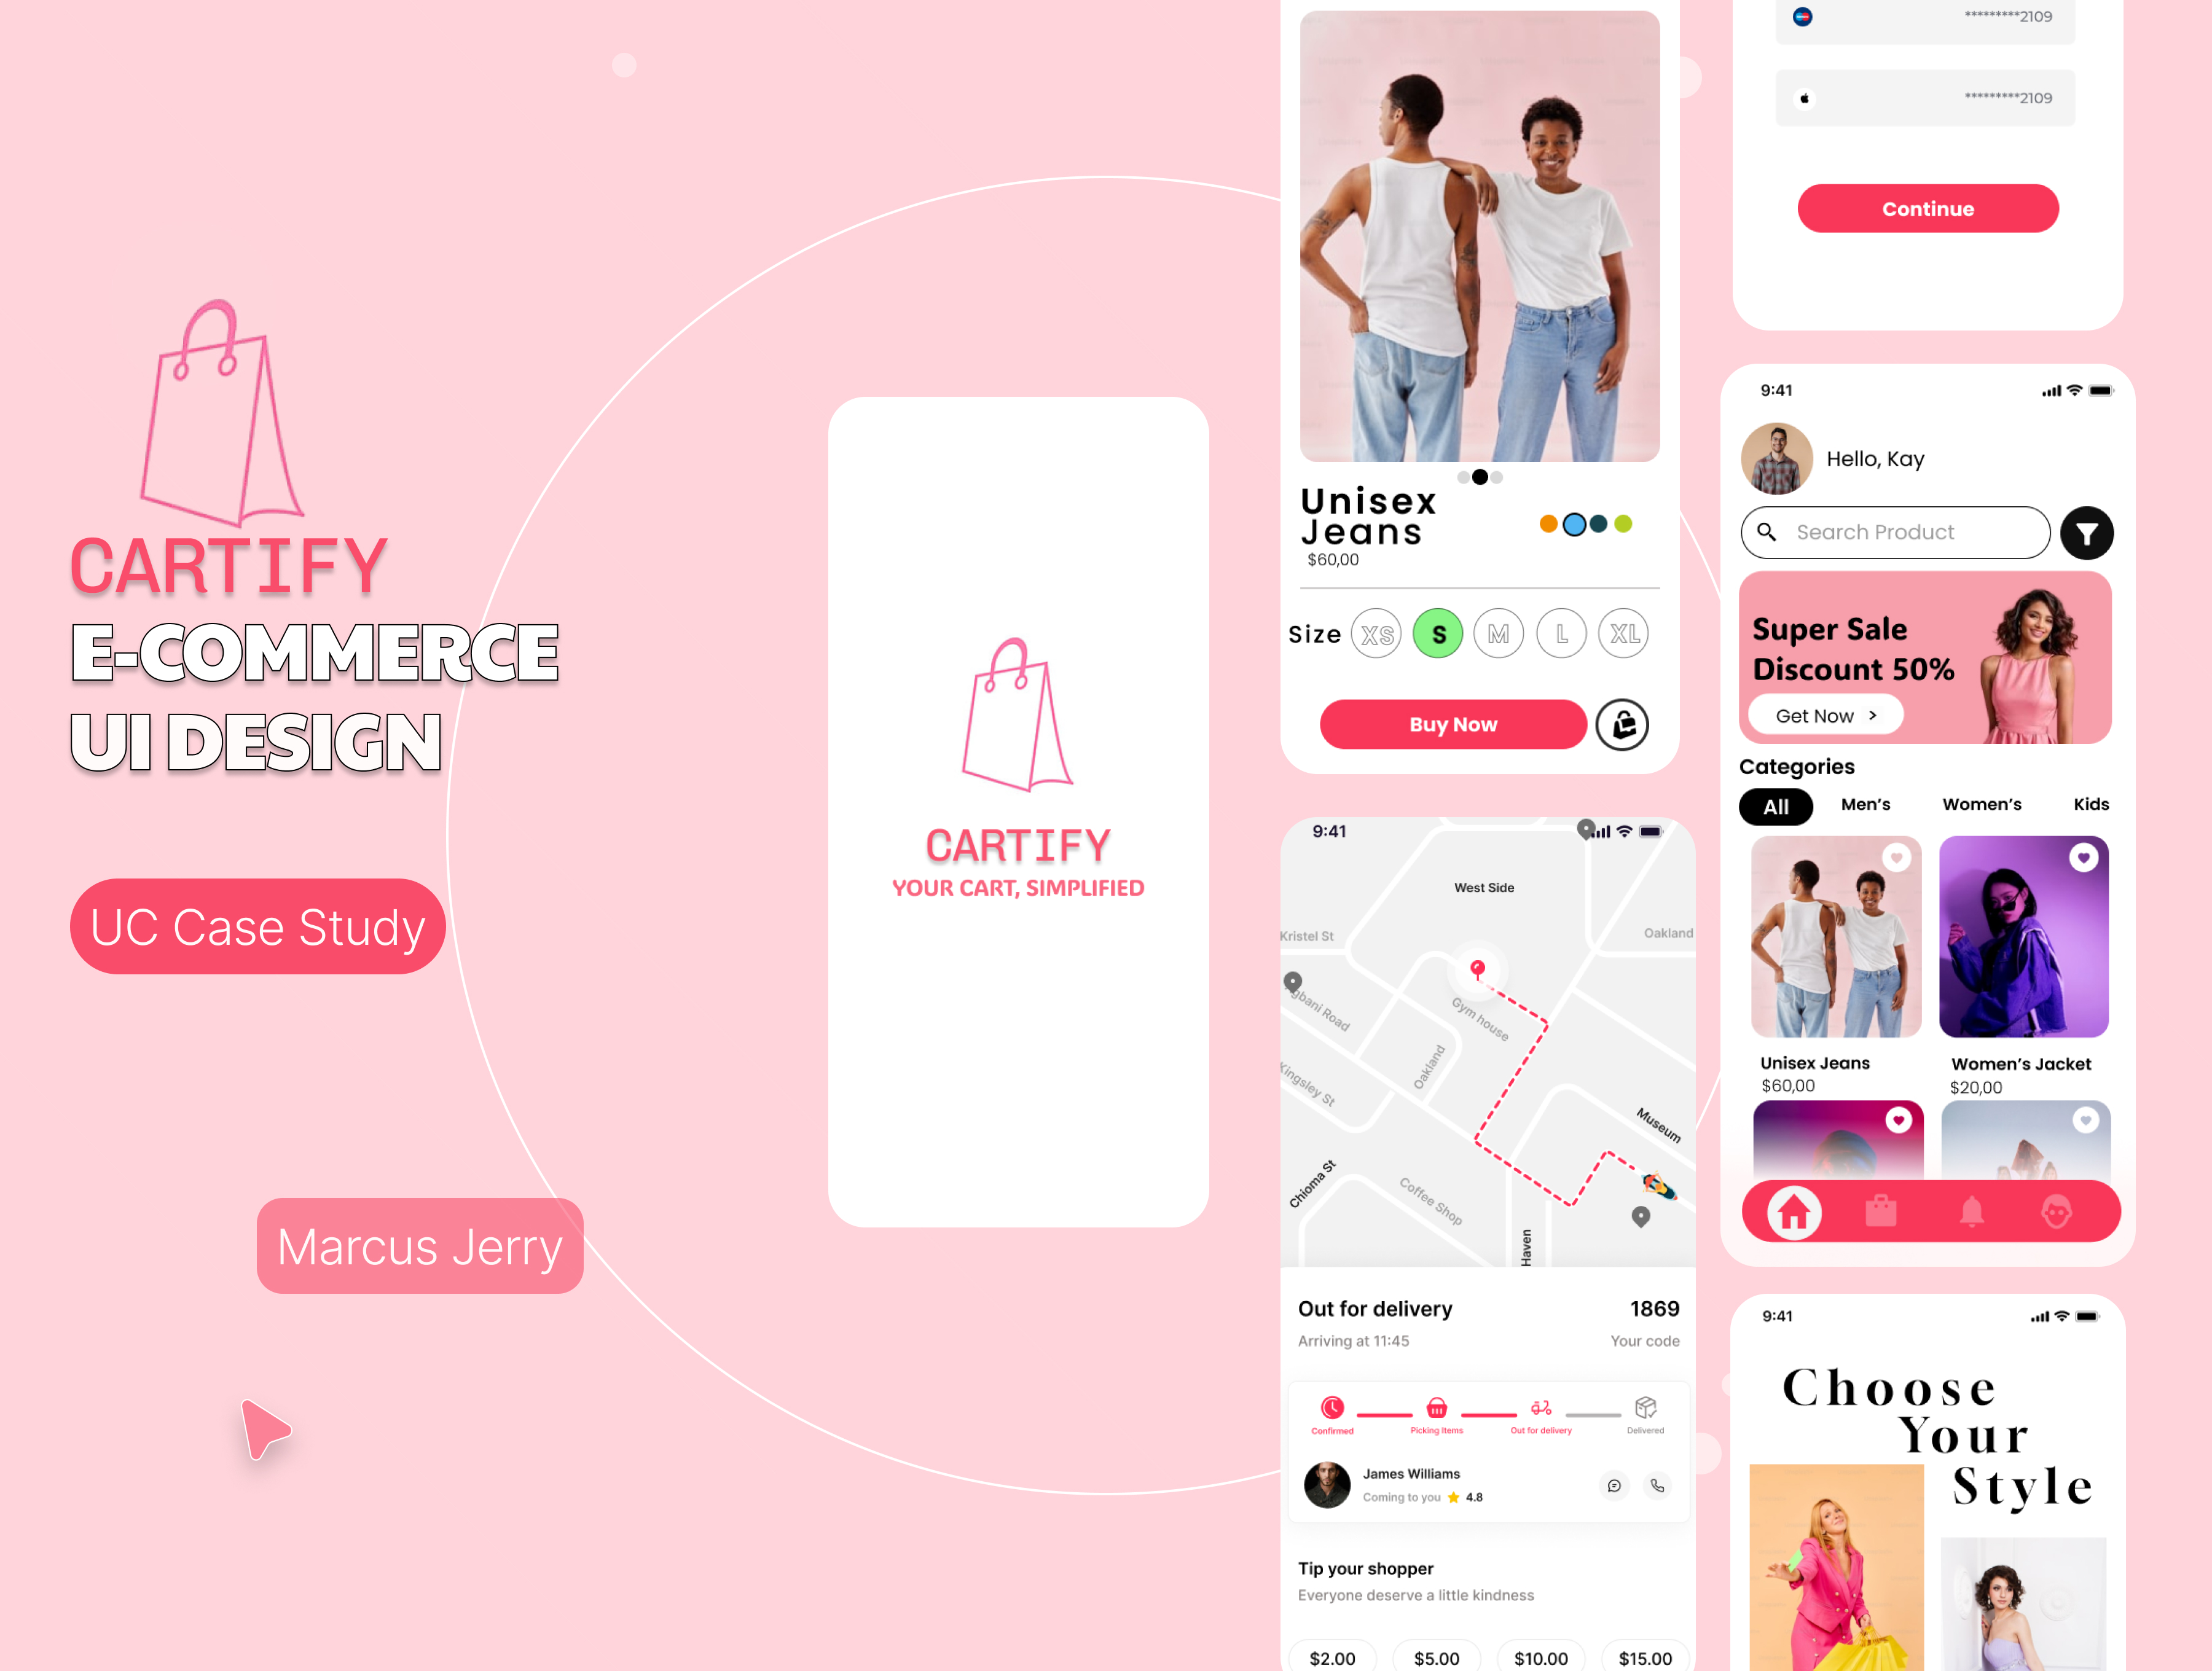 CARTIFY
E-COMMERCE
UI DESIGN
UC Case Study
Marcus Jerry
CARTIFY
YOUR CART, SIMPLIFIED
Unisex
Jeans
$60,00
Size XS S M L XL
Buy Now
9:41
West Side
Kristel St
Oakland
gbani Road
Gym house
Oakland
Kingsley St
Museum
Chioma St
Coffee Shop
Haven
Out for delivery 1869
Arriving at 11:45 Your code
Confirmed Picking Items Out for delivery Delivered
James Williams
Coming to you 4.8
Tip your shopper
Everyone deserve a little kindness
$2.00 $5.00 $10.00 $15.00
*********2109
*********2109
Continue
9:41
Hello, Kay
Search Product
Super Sale
Discount 50%
Get Now >
Categories
All Men's Women's Kids
Unisex Jeans Women's Jacket
$60,00 $20,00
9:41
Choose
Your
Style